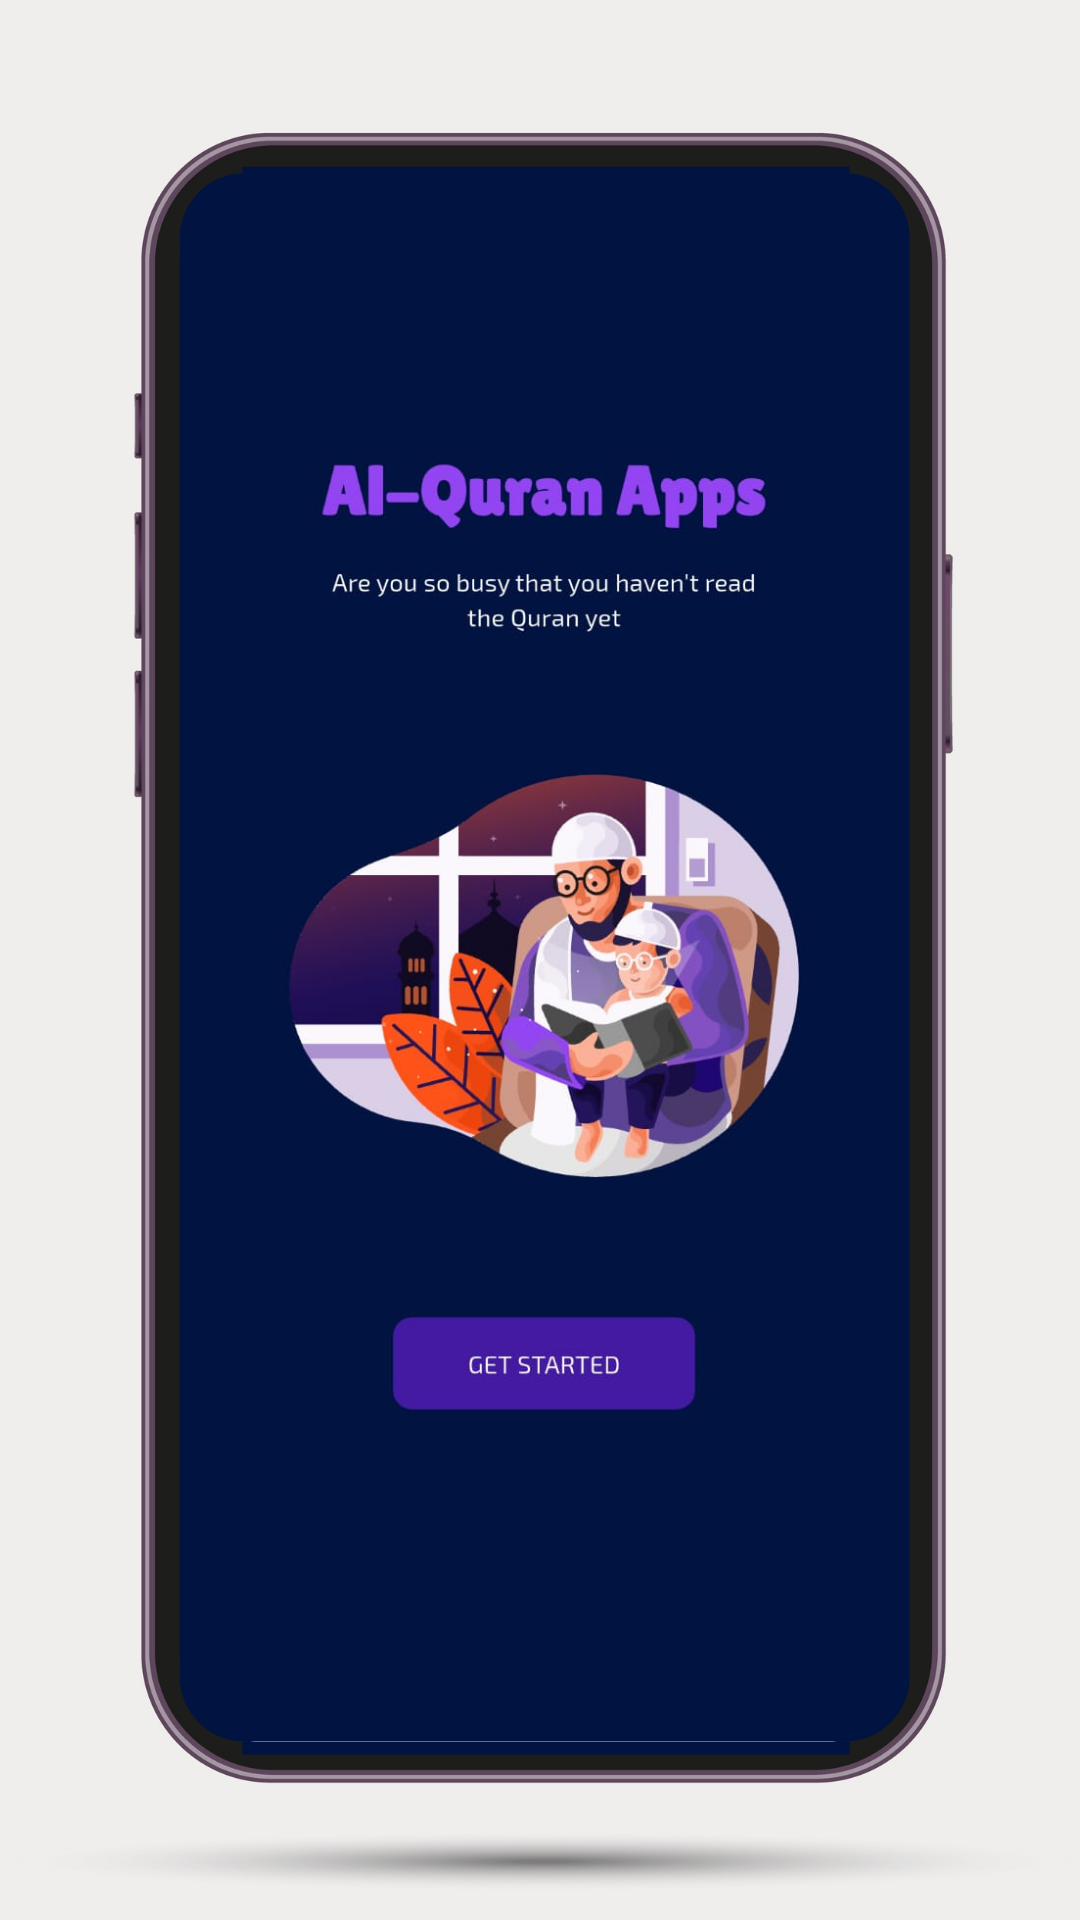 Al-Quran Apps
Are you so busy that you haven't read
the Quran yet
GET STARTED